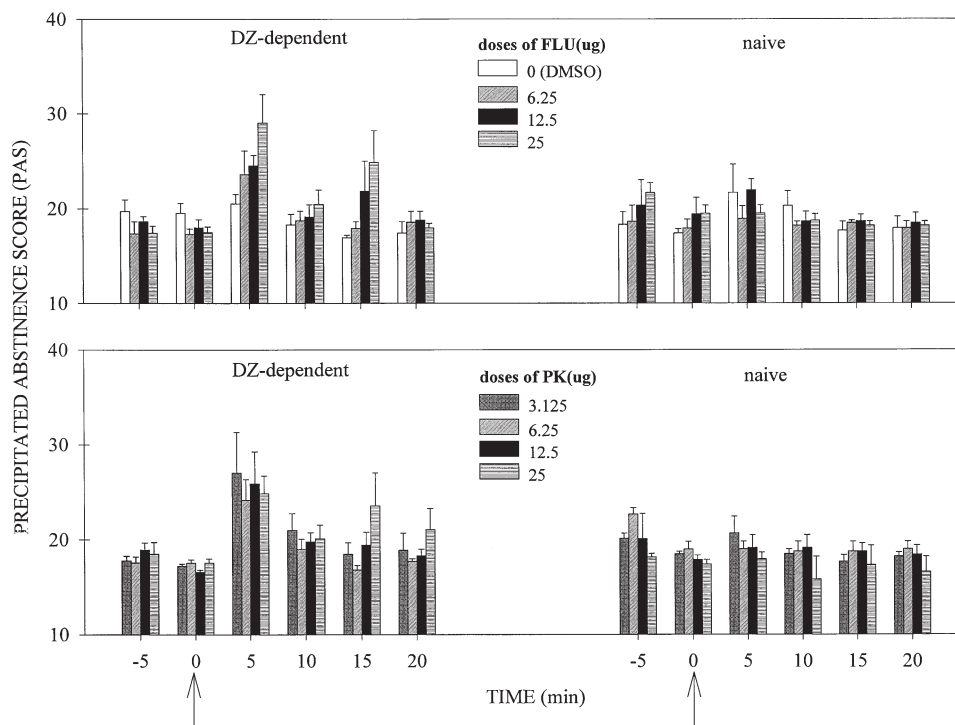 PRECIPITATED ABSTINENCE SCORE (PAS)
40
30
20
10
DZ-dependent
doses of FLU(ug)
0 (DMSO)
6.25
12.5
25
naive
40
30
20
10
DZ-dependent
doses of PK(ug)
3.125
6.25
12.5
25
naive
-5 0 5 10 15 20 -5 0 5 10 15 20
TIME (min)